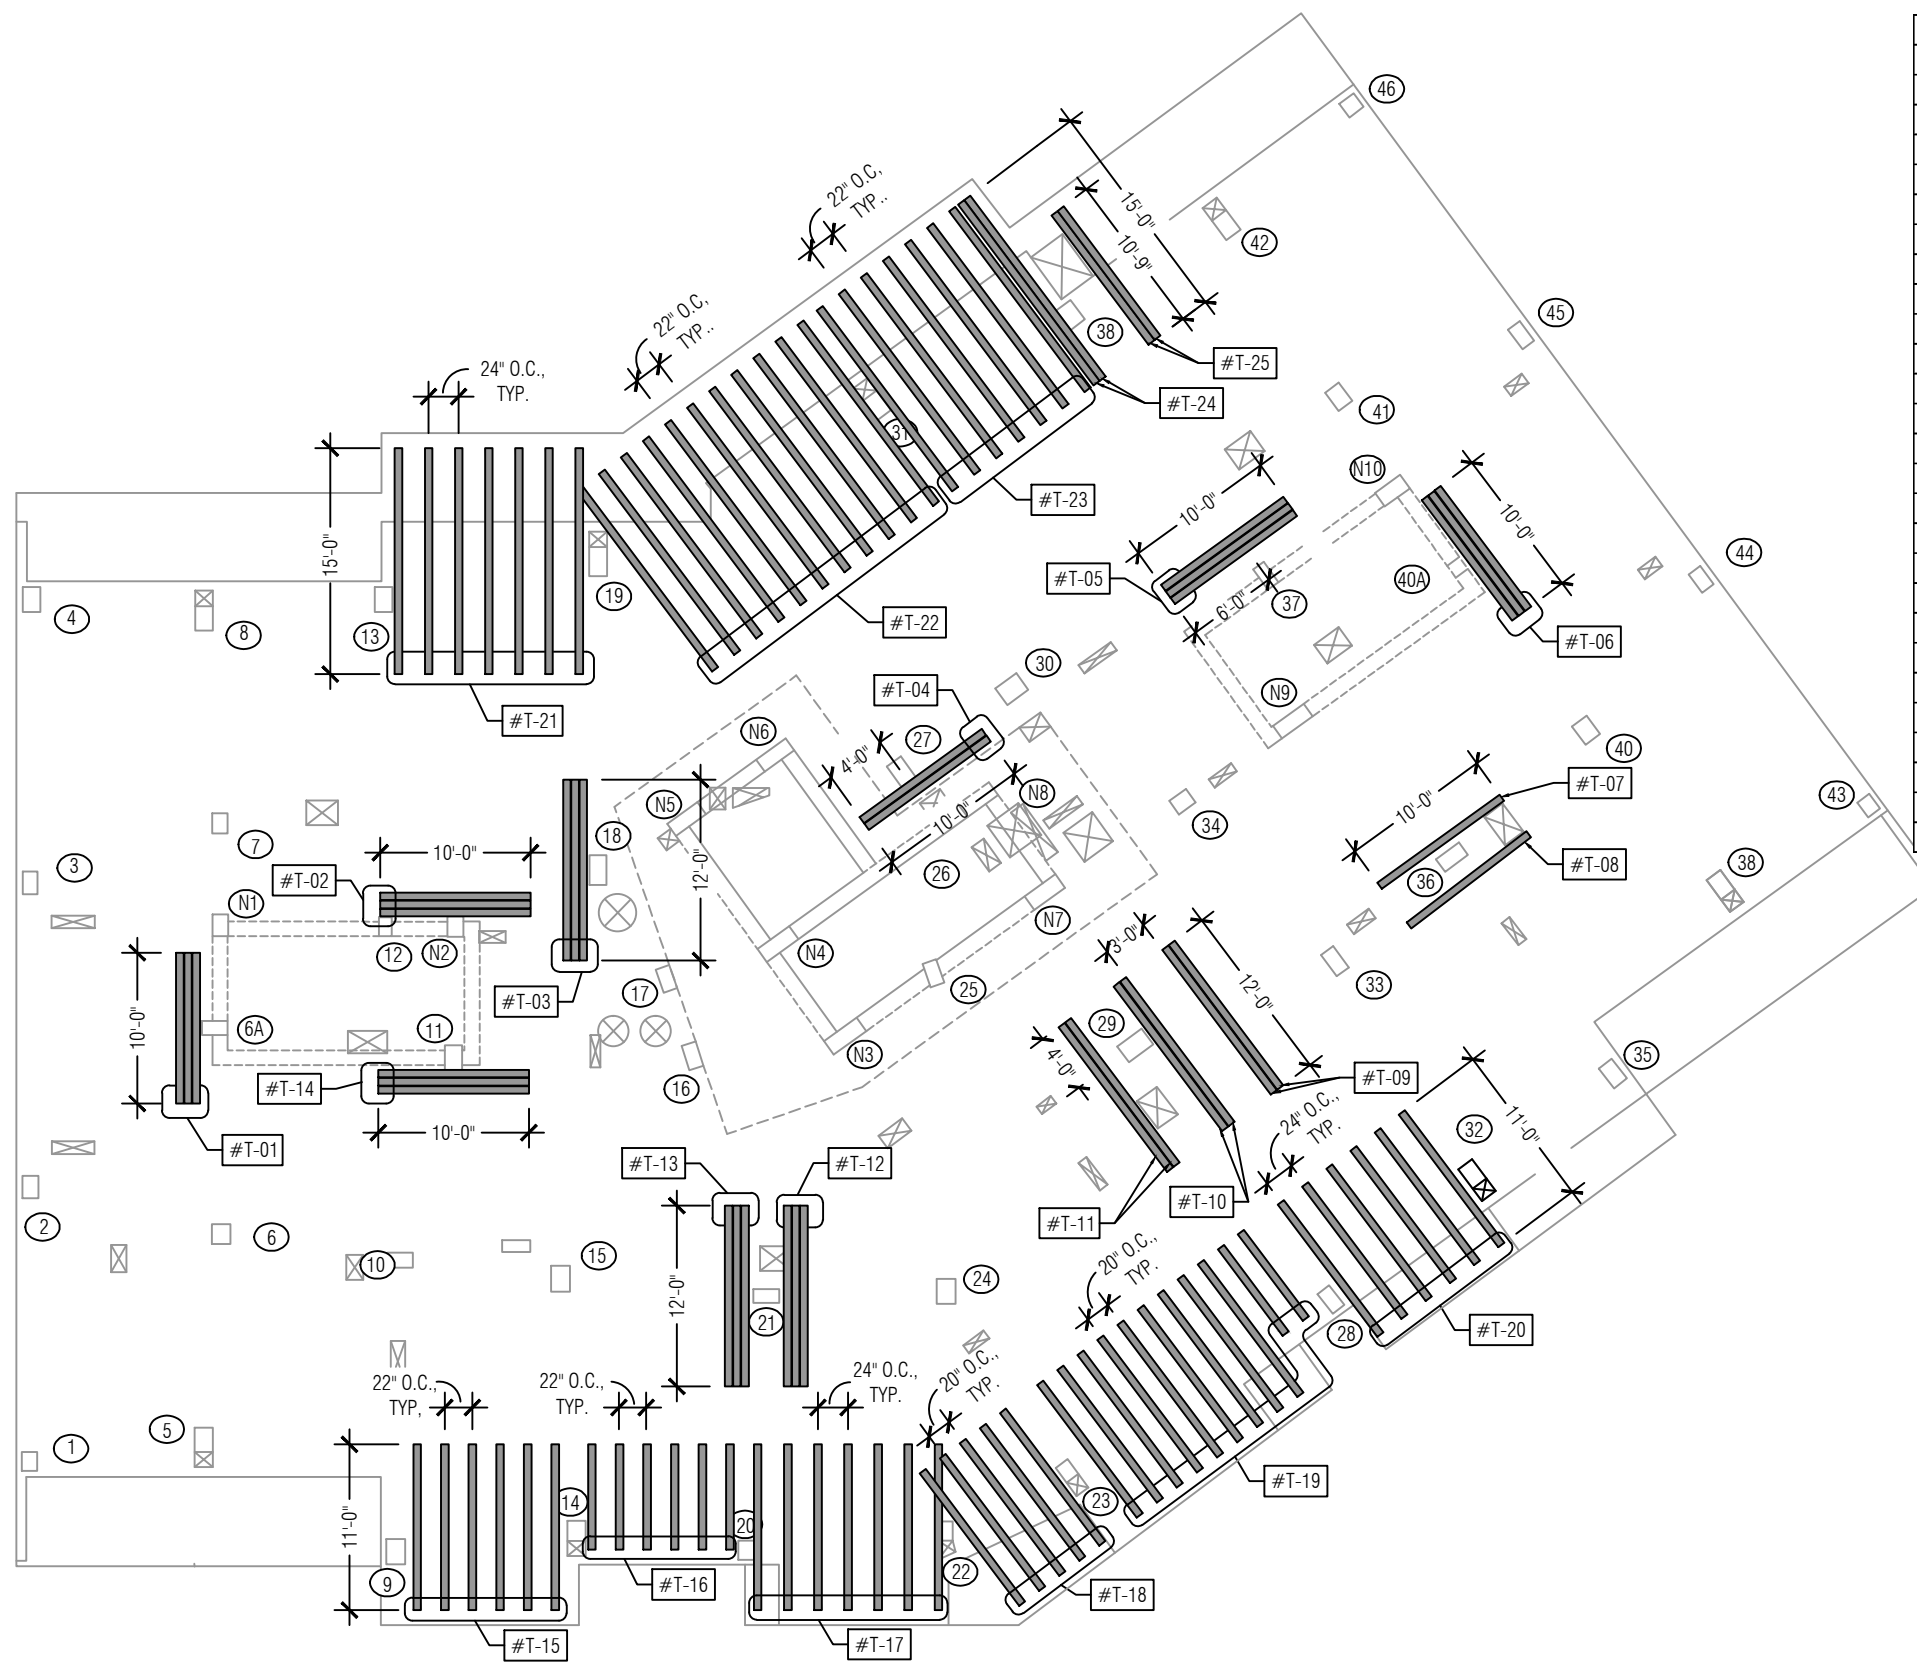 46
22" O.C,
TYP..
15'-0"
10'-9"
42
22" O.C,
TYP..
45
38
#T-25
24" O.C.,
TYP.
#T-24
41
31
N10
#T-23
10'-0"
10'-0"
15'-0"
44
#T-05
40A
37
6'-0"
19
4
8
13
#T-22
#T-06
30
#T-04
N9
#T-21
N6
27
4'-0"
40
#T-07
N5
N8
43
10'-0"
10'-0"
34
7
18
10'-0"
3
#T-02
12'-0"
26
36
#T-08
38
N1
N7
12
N2
N4
3'-0"
33
12'-0"
#T-03
17
25
10'-0"
6A
11
29
N3
4'-0"
35
#T-14
16
#T-09
24" O.C.,
TYP.
11'-0"
32
10'-0"
#T-01
#T-13
#T-12
#T-10
#T-11
2
6
10
15
24
20" O.C.,
TYP.
12'-0"
21
28
#T-20
22" O.C.,
TYP,
22" O.C.,
TYP.
24" O.C.,
TYP.
20" O.C.,
TYP.
5
1
#T-19
14
23
20
11'-0"
9
22
#T-16
#T-18
#T-15
#T-17